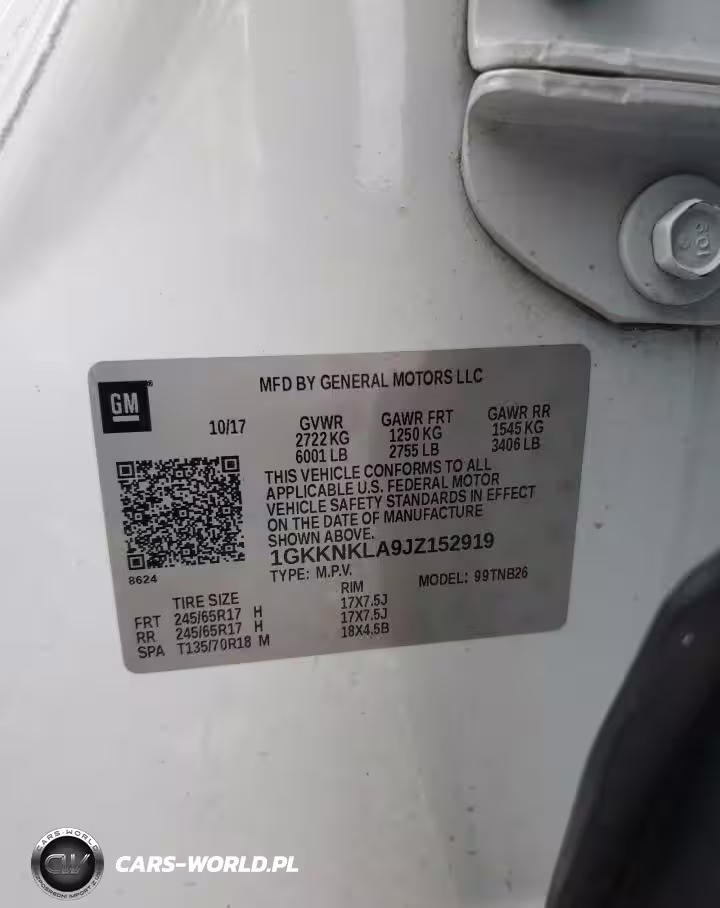 GM
MFD BY GENERAL MOTORS LLC
10/17
GVWR
2722 KG
6001 LB
GAWR FRT
1250 KG
2755 LB
GAWR RR
1545 KG
3406 LB
THIS VEHICLE CONFORMS TO ALL
APPLICABLE U.S. FEDERAL MOTOR
VEHICLE SAFETY STANDARDS IN EFFECT
ON THE DATE OF MANUFACTURE
SHOWN ABOVE.
1GKKNKLA9JZ152919
8624
TYPE: M.P.V.
MODEL: 99TNB26
TIRE SIZE RIM
FRT 245/65R17 H 17X7.5J
RR 245/65R17 H 17X7.5J
SPA T135/70R18 M 18X4.5B
CARS-WORLD
CW
CARS-WORLD.PL